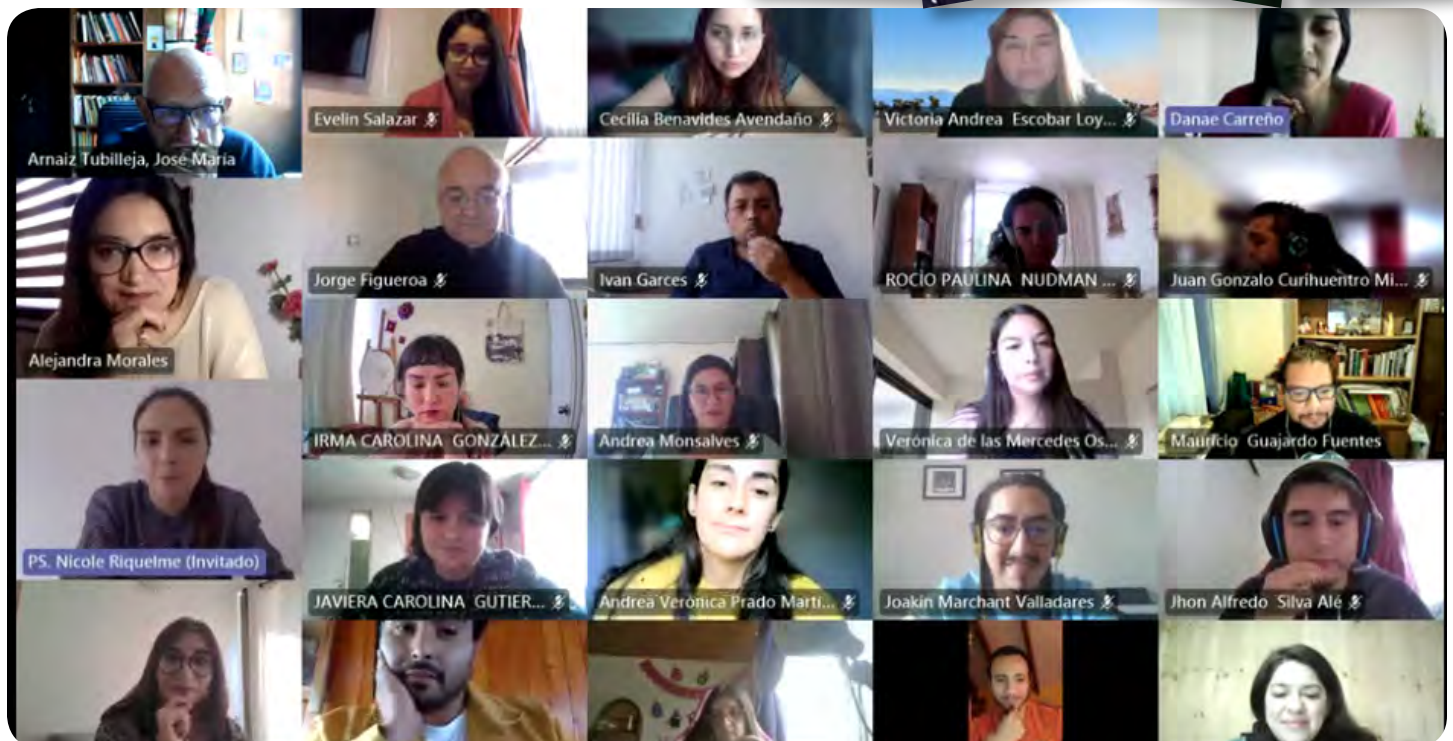 Arnaiz Tubilleja, José María
Evelin Salazar
Cecilia Benavides Avendaño
Victoria Andrea Escobar Loy...
Danae Carreño
Alejandra Morales
Jorge Figueroa
Ivan Garces
ROCÍO PAULINA NUDMAN ...
Juan Gonzalo Curihuentro Mi...
IRMA CAROLINA GONZÁLEZ...
Andrea Monsalves
Verónica de las Mercedes Os...
Mauricio Guajardo Fuentes
PS. Nicole Riquelme (Invitado)
JAVIERA CAROLINA GUTIER...
Andrea Verónica Prado Martí...
Joakin Marchant Valladares
Jhon Alfredo Silva Alé